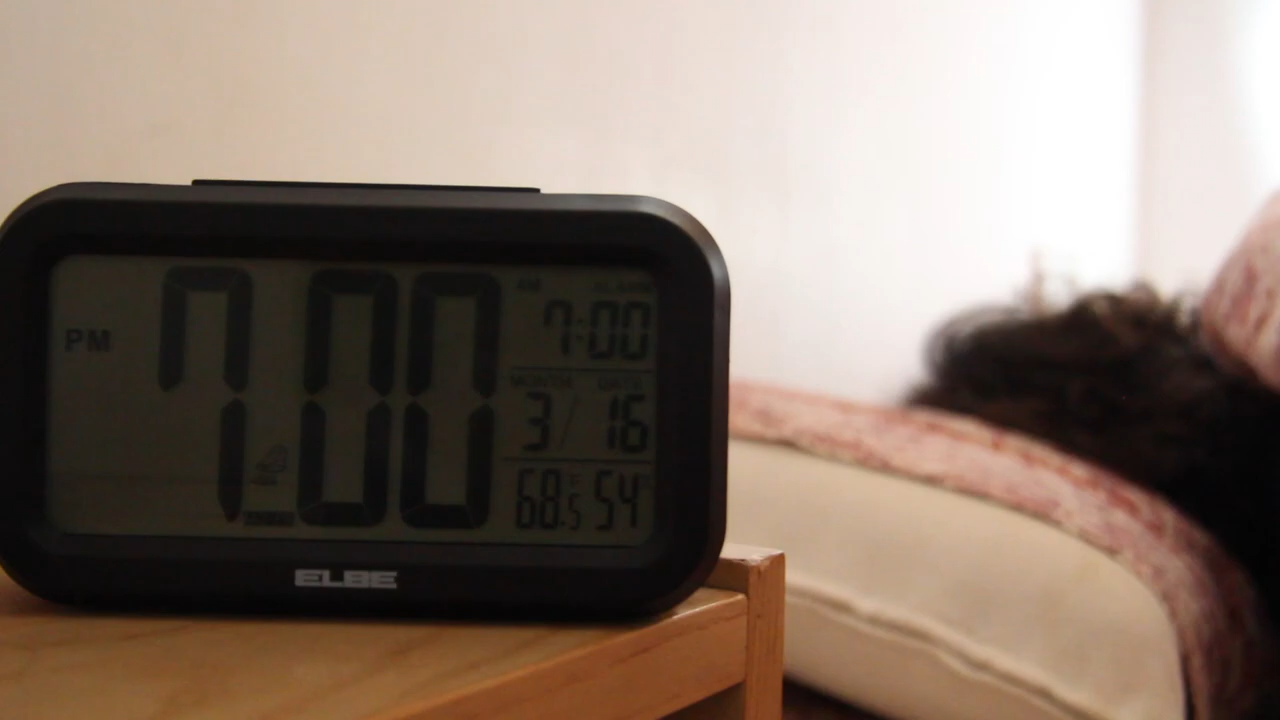 PM 7:00
AM ALARM
7:00
MONTH DATE
3/ 16
68.5°F 54
ELBE